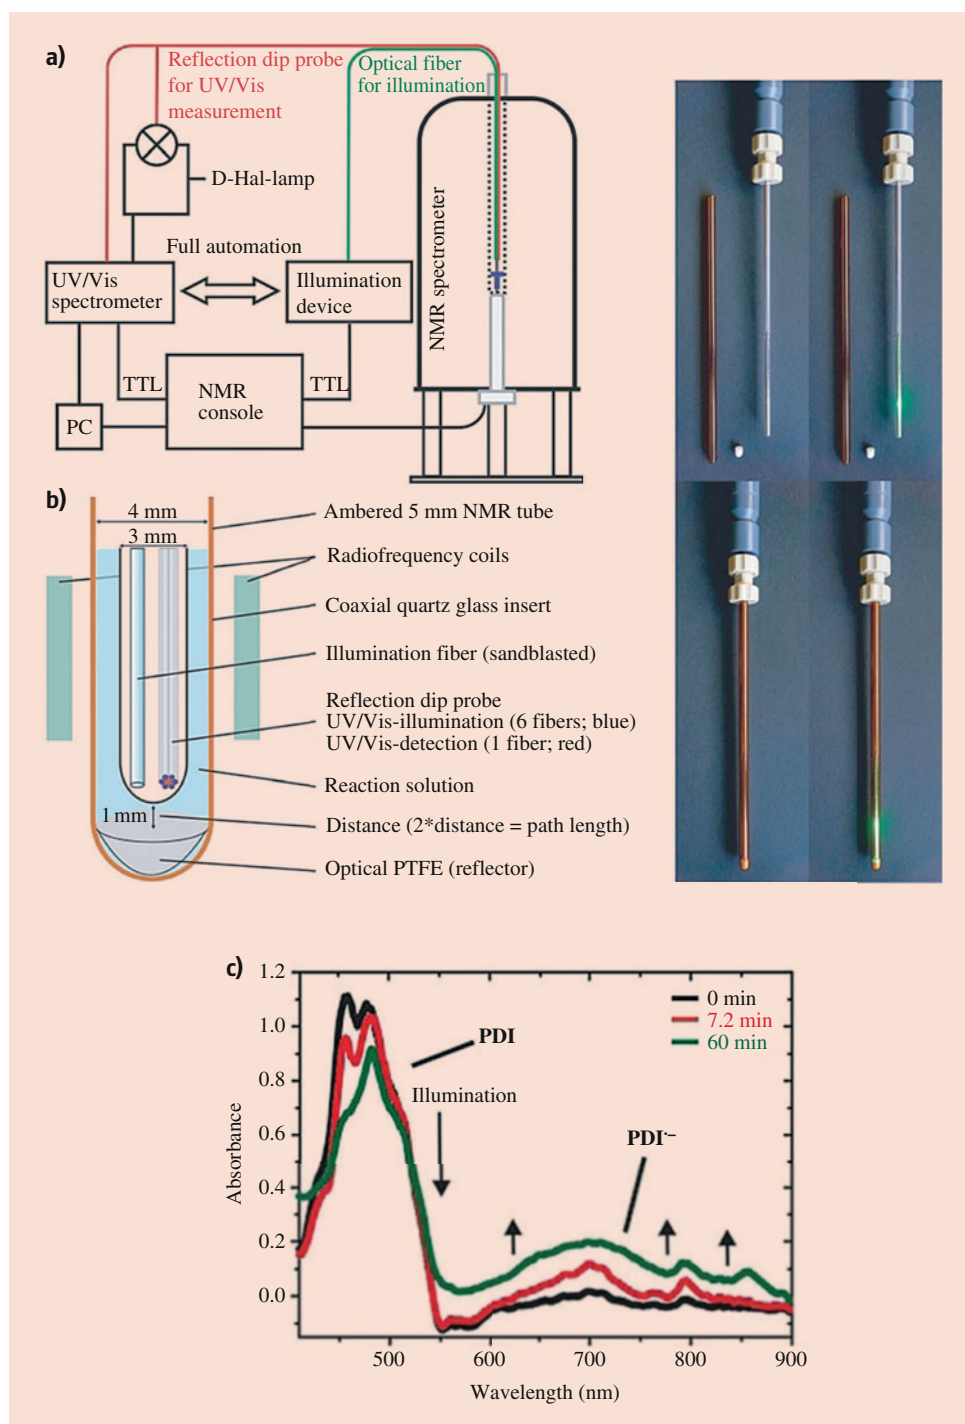 a)
Reflection dip probe
for UV/Vis
measurement
Optical fiber
for illumination
D-Hal-lamp
Full automation
UV/Vis
spectrometer
Illumination
device
NMR spectrometer
TTL
NMR
console
TTL
PC
b)
4 mm
3 mm
1 mm
Ambered 5 mm NMR tube
Radiofrequency coils
Coaxial quartz glass insert
Illumination fiber (sandblasted)
Reflection dip probe
UV/Vis-illumination (6 fibers; blue)
UV/Vis-detection (1 fiber; red)
Reaction solution
Distance (2*distance = path length)
Optical PTFE (reflector)
c)
1.2
1.0
0.8
0.6
0.4
0.2
0.0
Absorbance
0 min
7.2 min
60 min
PDI
Illumination
PDI·–
500
600
700
800
900
Wavelength (nm)